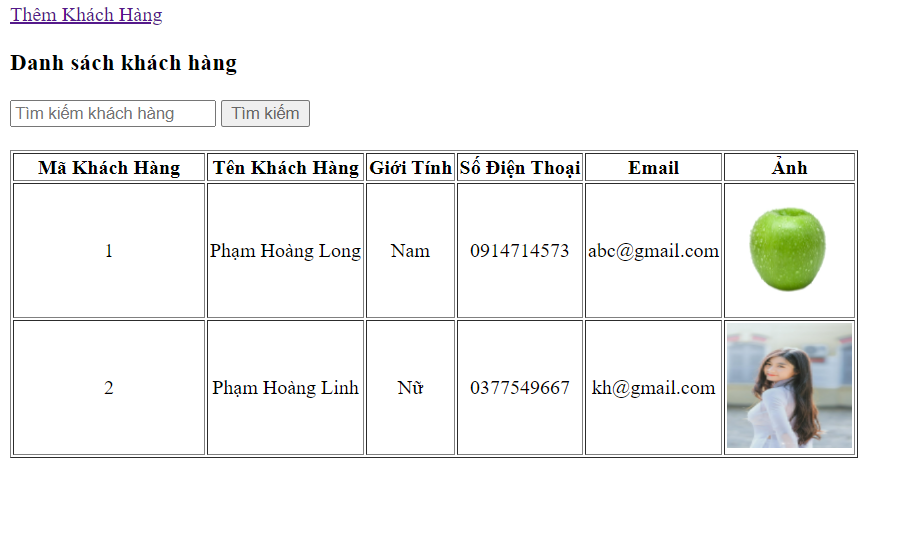 Thêm Khách Hàng
Danh sách khách hàng
Tìm kiếm khách hàng Tìm kiếm
Mã Khách Hàng Tên Khách Hàng Giới Tính Số Điện Thoại Email Ảnh
1 Phạm Hoàng Long Nam 0914714573 abc@gmail.com
2 Phạm Hoàng Linh Nữ 0377549667 kh@gmail.com